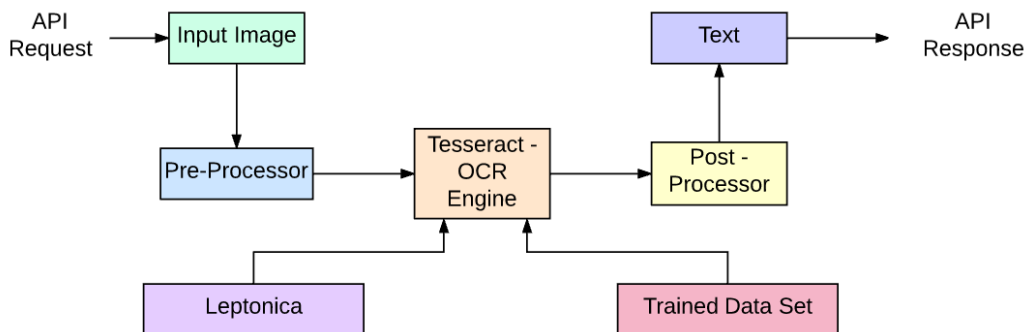 API
Request
Input Image
Text
API
Response
Pre-Processor
Tesseract -
OCR
Engine
Post -
Processor
Leptonica
Trained Data Set